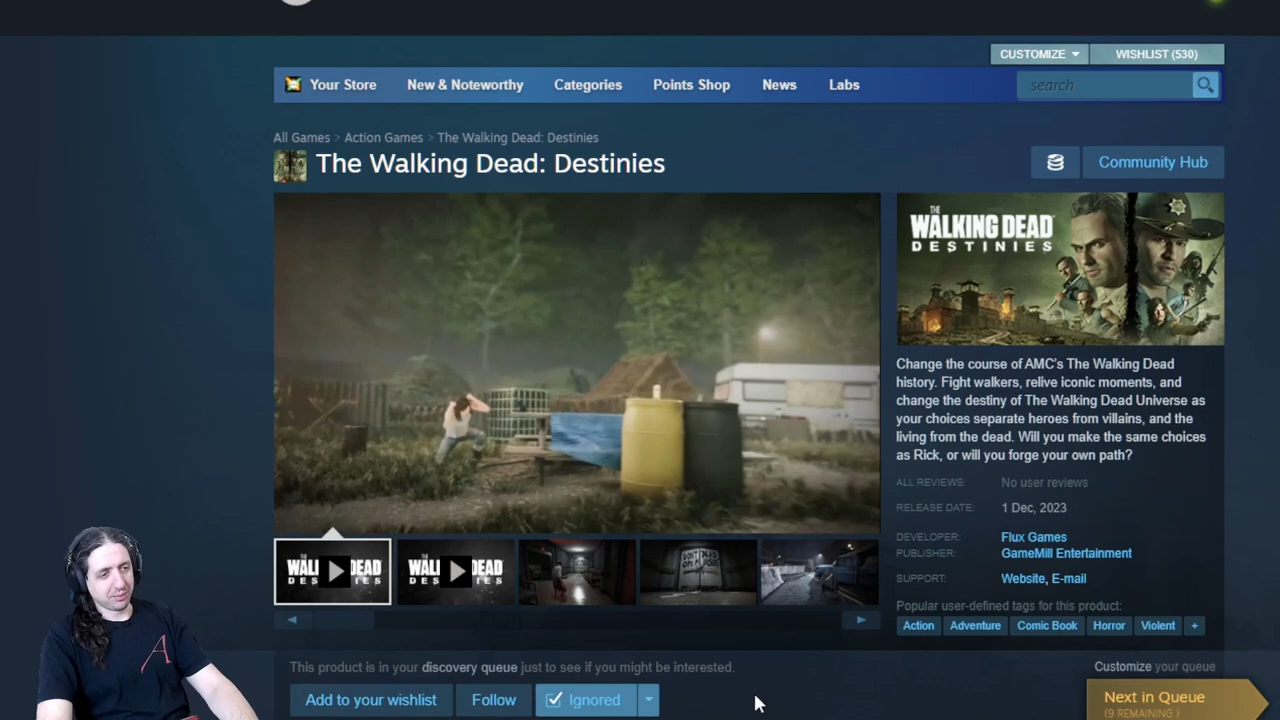 CUSTOMIZE
WISHLIST (530)
Your Store
New & Noteworthy
Categories
Points Shop
News
Labs
search
All Games > Action Games > The Walking Dead: Destinies
The Walking Dead: Destinies
Community Hub
THE
WALKING DEAD
DESTINIES
Change the course of AMC's The Walking Dead
history. Fight walkers, relive iconic moments, and
change the destiny of The Walking Dead Universe as
your choices separate heroes from villains, and the
living from the dead. Will you make the same choices
as Rick, or will you forge your own path?
ALL REVIEWS: No user reviews
RELEASE DATE: 1 Dec, 2023
DEVELOPER: Flux Games
PUBLISHER: GameMill Entertainment
SUPPORT: Website, E-mail
Popular user-defined tags for this product:
Action
Adventure
Comic Book
Horror
Violent
+
This product is in your discovery queue just to see if you might be interested.
Customize your queue
Add to your wishlist
Follow
Ignored
Next in Queue
(9 REMAINING )